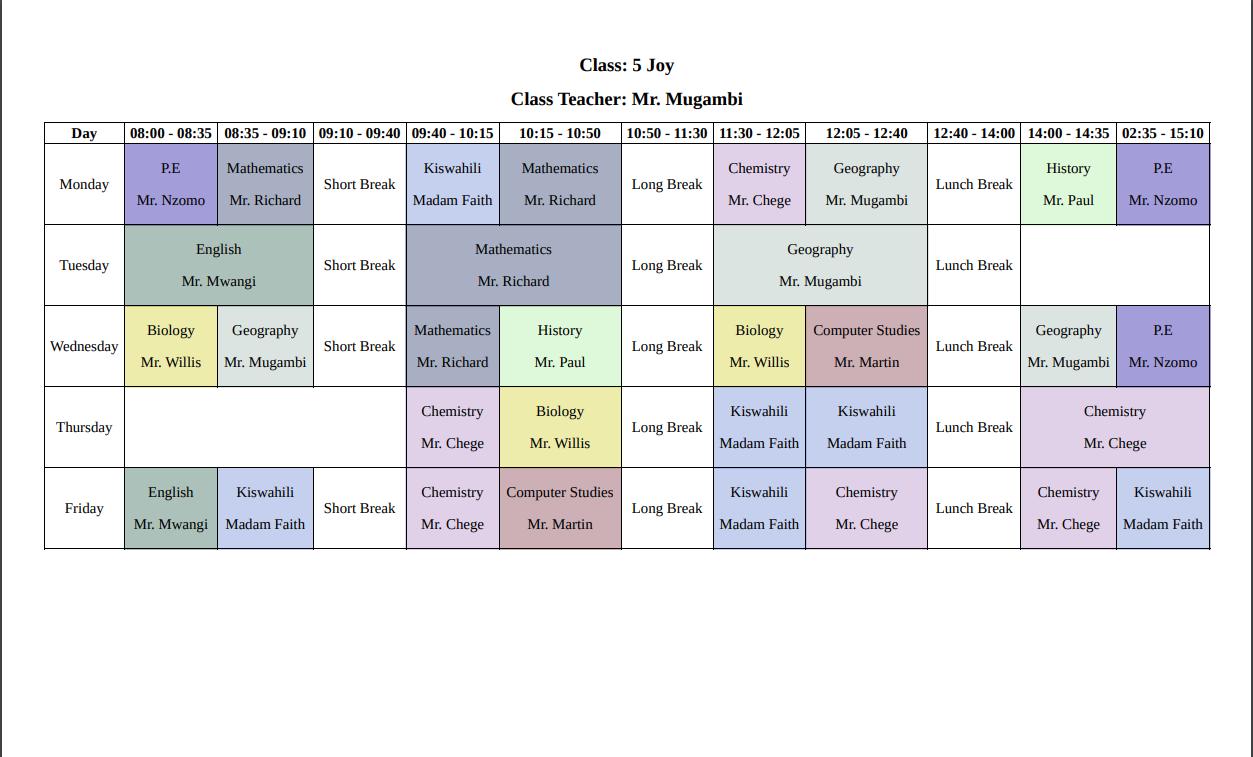 Class: 5 Joy
Class Teacher: Mr. Mugambi
Day 08:00 - 08:35 08:35 - 09:10 09:10 - 09:40 09:40 - 10:15 10:15 - 10:50 10:50 - 11:30 11:30 - 12:05 12:05 - 12:40 12:40 - 14:00 14:00 - 14:35 02:35 - 15:10
P.E Mathematics Kiswahili Mathematics Chemistry Geography History P.E
Monday Short Break Long Break Lunch Break
Mr. Nzomo Mr. Richard Madam Faith Mr. Richard Mr. Chege Mr. Mugambi Mr. Paul Mr. Nzomo
English Mathematics Geography
Tuesday Short Break Long Break Lunch Break
Mr. Mwangi Mr. Richard Mr. Mugambi
Biology Geography Mathematics History Biology Computer Studies Geography P.E
Wednesday Short Break Long Break Lunch Break
Mr. Willis Mr. Mugambi Mr. Richard Mr. Paul Mr. Willis Mr. Martin Mr. Mugambi Mr. Nzomo
Chemistry Biology Kiswahili Kiswahili Chemistry
Thursday Long Break Lunch Break
Mr. Chege Mr. Willis Madam Faith Madam Faith Mr. Chege
English Kiswahili Chemistry Computer Studies Kiswahili Chemistry Chemistry Kiswahili
Friday Short Break Long Break Lunch Break
Mr. Mwangi Madam Faith Mr. Chege Mr. Martin Madam Faith Mr. Chege Mr. Chege Madam Faith